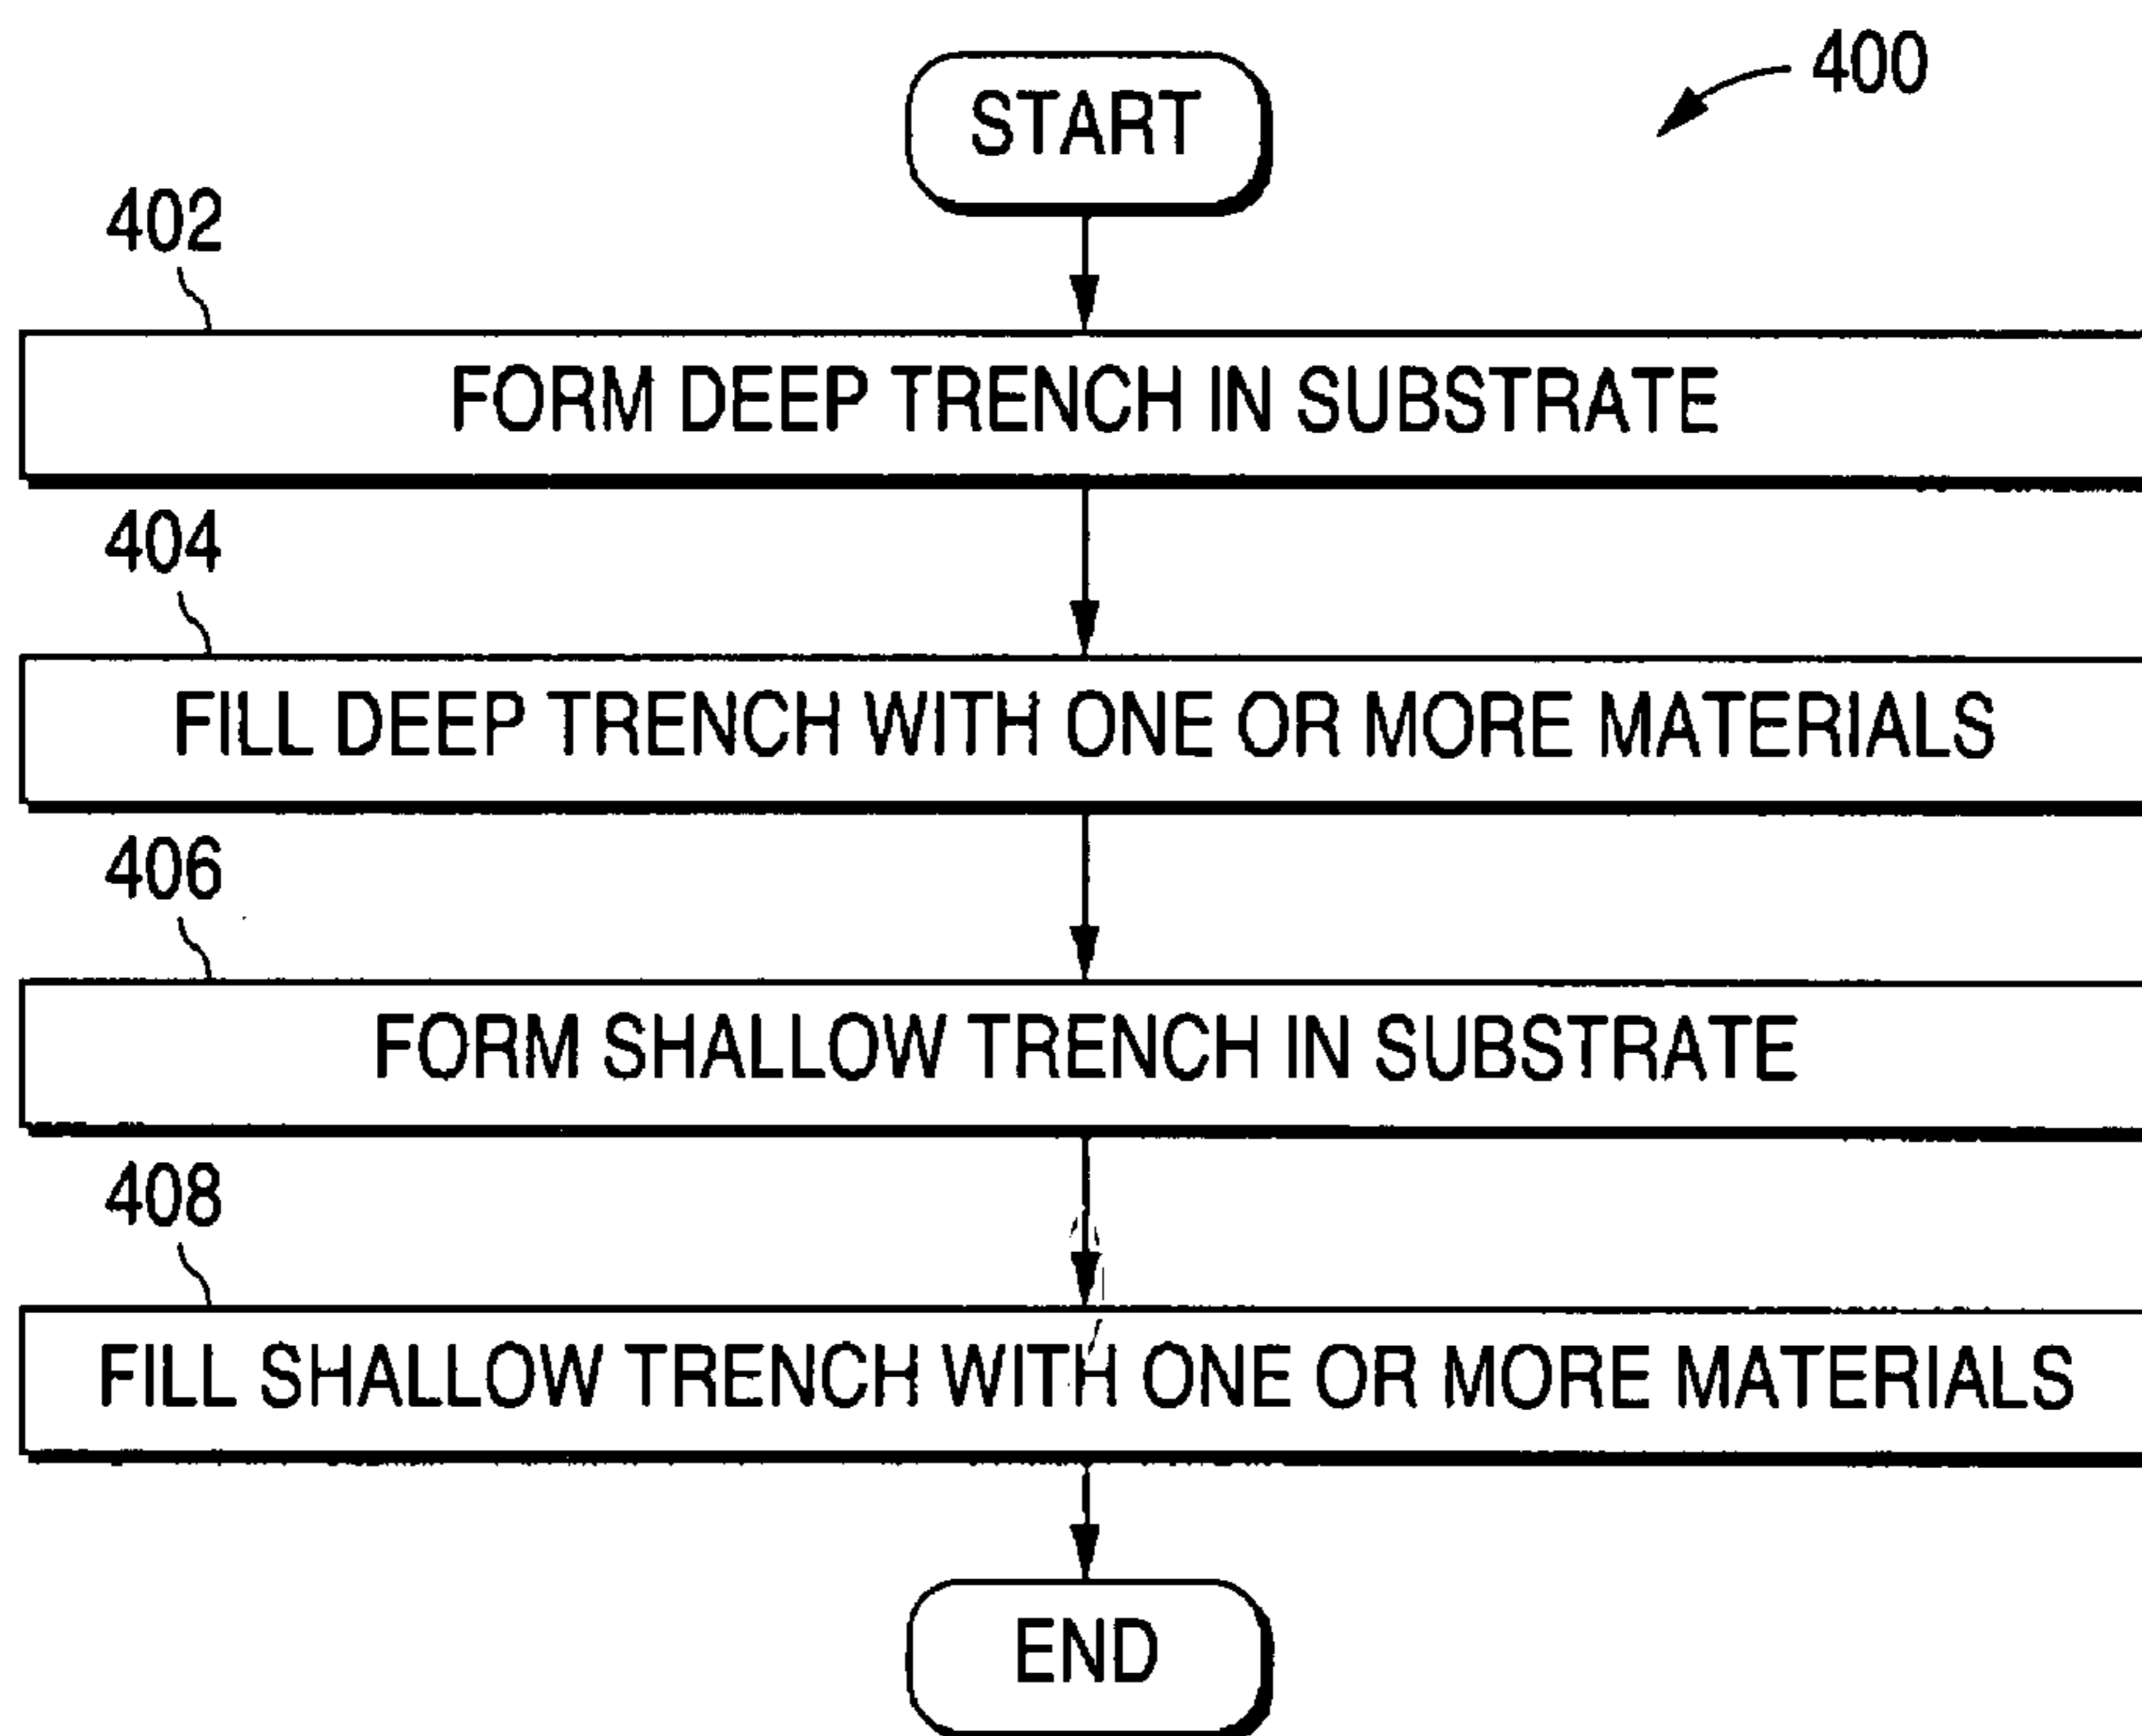 400
START
402
FORM DEEP TRENCH IN SUBSTRATE
404
FILL DEEP TRENCH WITH ONE OR MORE MATERIALS
406
FORM SHALLOW TRENCH IN SUBSTRATE
408
FILL SHALLOW TRENCH WITH ONE OR MORE MATERIALS
END